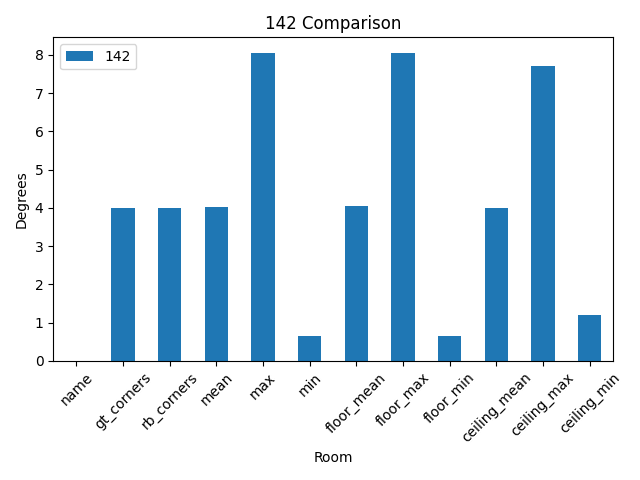 142 Comparison
142
8
7
6
5
4
3
2
1
0
Degrees
name
gt_corners
rb_corners
mean
max
min
floor_mean
floor_max
floor_min
ceiling_mean
ceiling_max
ceiling_min
Room